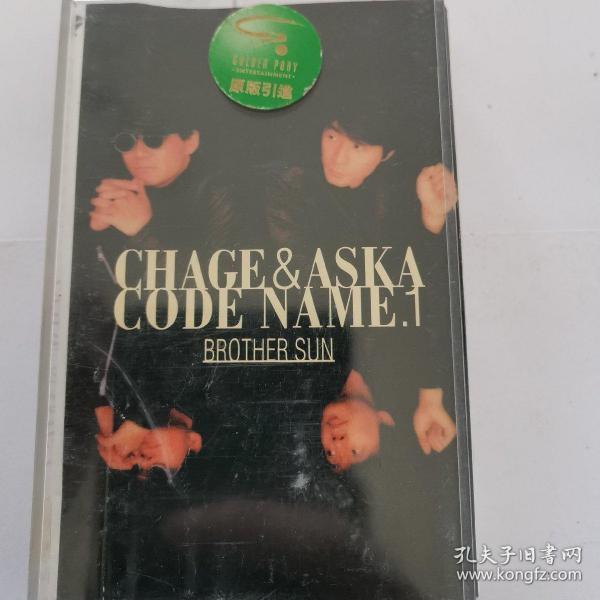 GOLDEN PONY
·ENTERTAINMENT·
原版引進
CHAGE&ASKA
CODE NAME.1
BROTHER SUN
孔夫子旧书网
www.kongfz.com